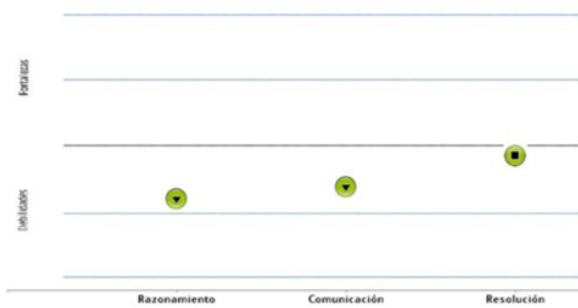 Fortalezas
Debilidades
Razonamiento
Comunicación
Resolución